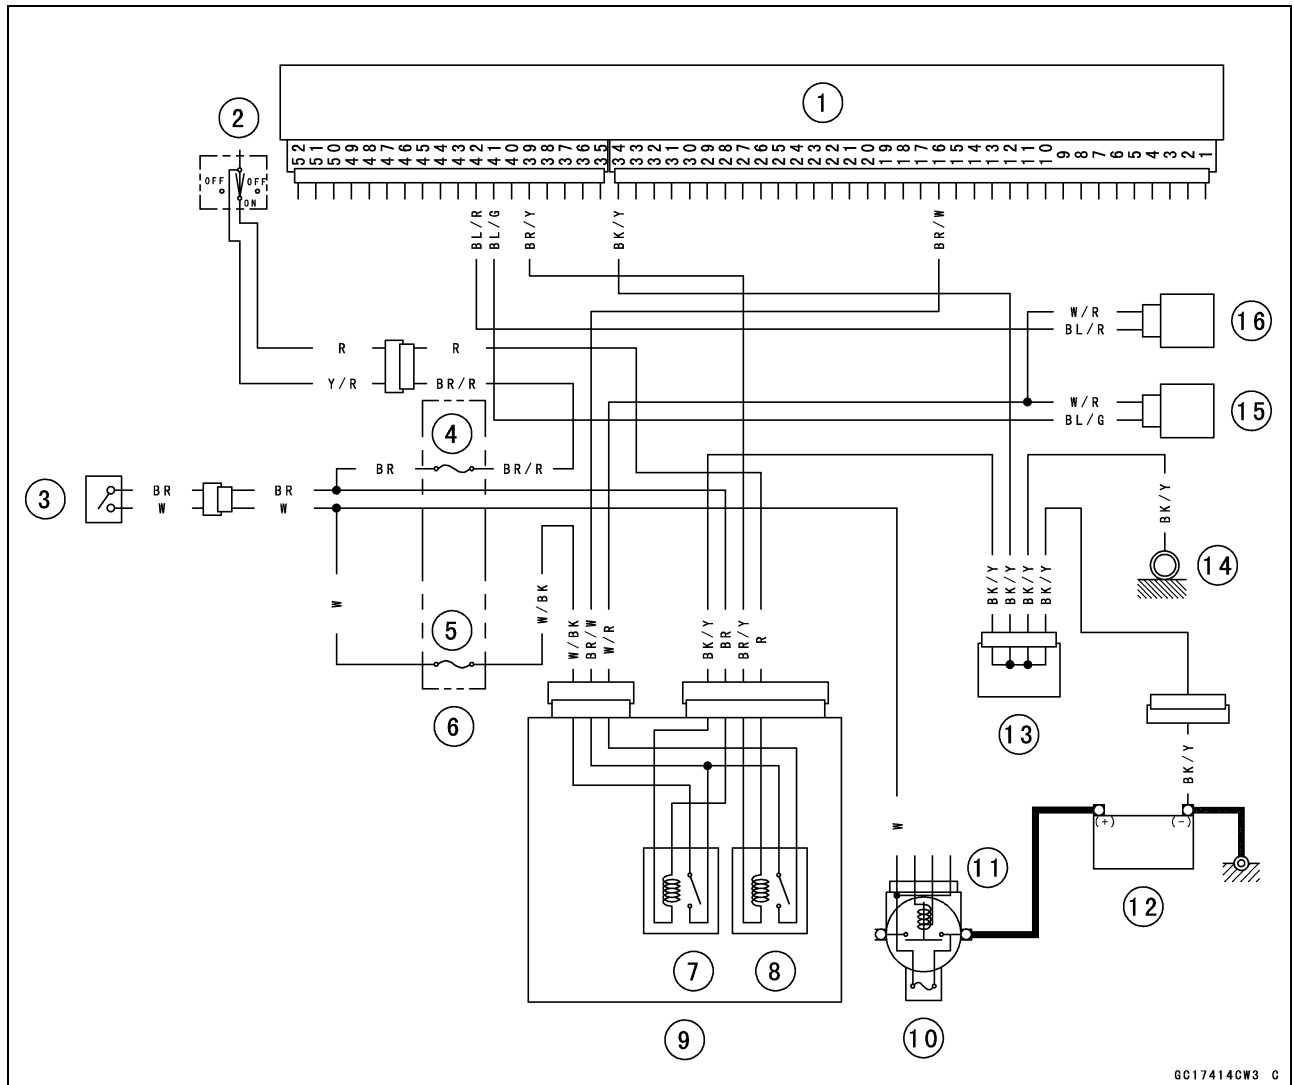 1
2
52 51 50 49 48 47 46 45 44 43 42 41 40 39 38 37 36 35 34 33 32 31 30 29 28 27 26 25 24 23 22 21 20 19 18 17 16 15 14 13 12 11 10 9 8 7 6 5 4 3 2 1
OFF OFF
ON
BL/R BL/G BR/Y BK/Y BR/W
W/R
BL/R
16
R R
Y/R BR/R
W/R
BL/G
15
4
BR BR/R
3
BR BR
W W
BK/Y
14
W
W/BK
5
W/BK BR/W W/R
BK/Y BR BR/Y R
BK/Y BK/Y BK/Y BK/Y
6
13
BK/Y
W
(+) (-)
11
12
7 8
9
10
GC17414CW3 C